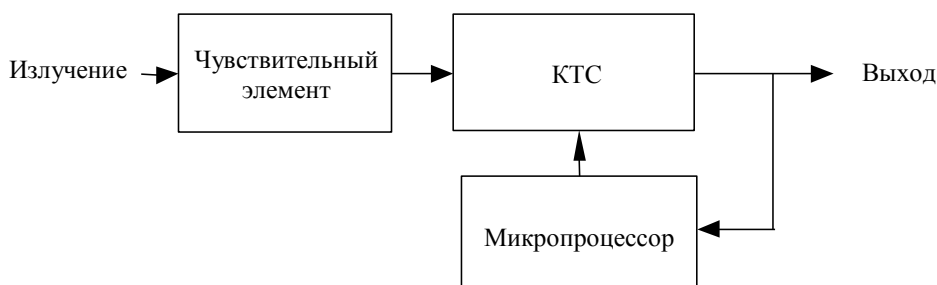 Излучение
Чувствительный
элемент
КТС
Выход
Микропроцессор